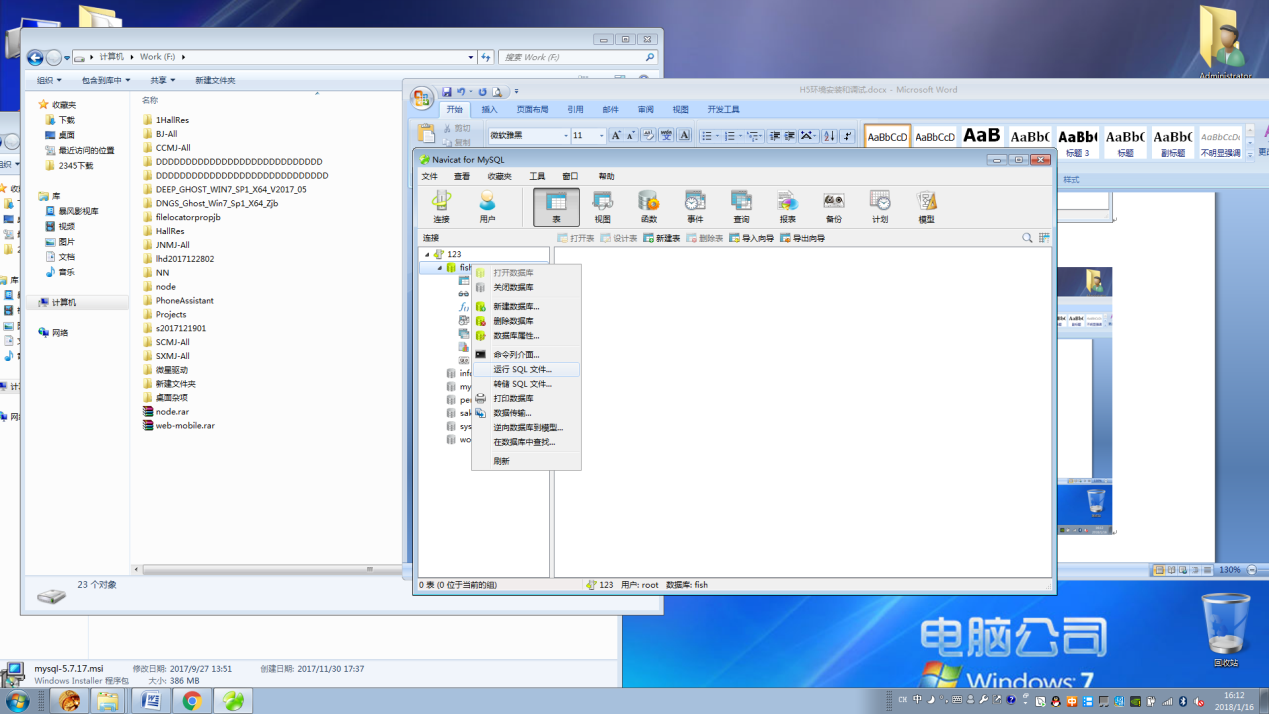 Administrator
计算机 ▸ Work (F:) ▸
搜索 Work (F:)
组织 包含到库中 共享 新建文件夹
收藏夹
下载
桌面
最近访问的位置
2345下载
库
暴风影视库
视频
图片
文档
音乐
计算机
网络
名称
1HallRes
BJ-All
CCMJ-All
DDDDDDDDDDDDDDDDDDDDDDDDDDDD
DDDDDDDDDDDDDDDDDDDDDDDDDDDDD
DEEP_GHOST_WIN7_SP1_X64_V2017_05
DNGS_Ghost_Win7_Sp1_X64_Zjb
filelocatorpropjb
HallRes
JNMJ-All
lhd2017122802
NN
node
PhoneAssistant
Projects
s2017121901
SCMJ-All
SXMJ-All
微星驱动
新建文件夹
桌面杂项
node.rar
web-mobile.rar
23 个对象
mysql-5.7.17.msi 修改日期: 2017/9/27 13:51 创建日期: 2017/11/30 17:37
Windows Installer 程序包 大小: 386 MB
H5环境安装和调试.docx - Microsoft Word
开始 插入 页面布局 引用 邮件 审阅 视图 开发工具
剪切
复制
微软雅黑 11
AaBbCcD AaBbCcD AaB AaBb( AaBb( AaBb( AaBb( AaBbCcDc
标题 3 标题 副标题 不明显强调
样式
Navicat for MySQL
文件 查看 收藏夹 工具 窗口 帮助
连接 用户 表 视图 函数 事件 查询 报表 备份 计划 模型
连接
打开表 设计表 新建表 删除表 导入向导 导出向导
123
fish
info
my
per
sak
sys
wo
打开数据库
关闭数据库
新建数据库...
删除数据库
数据库属性...
命令列介面...
运行 SQL 文件...
转储 SQL 文件...
打印数据库
数据传输...
逆向数据库到模型...
在数据库中查找...
刷新
0 表 (0 位于当前的组) 123 用户: root 数据库: fish
130%
电脑公司
Windows 7
回收站
CH 中
16:12
2018/1/16